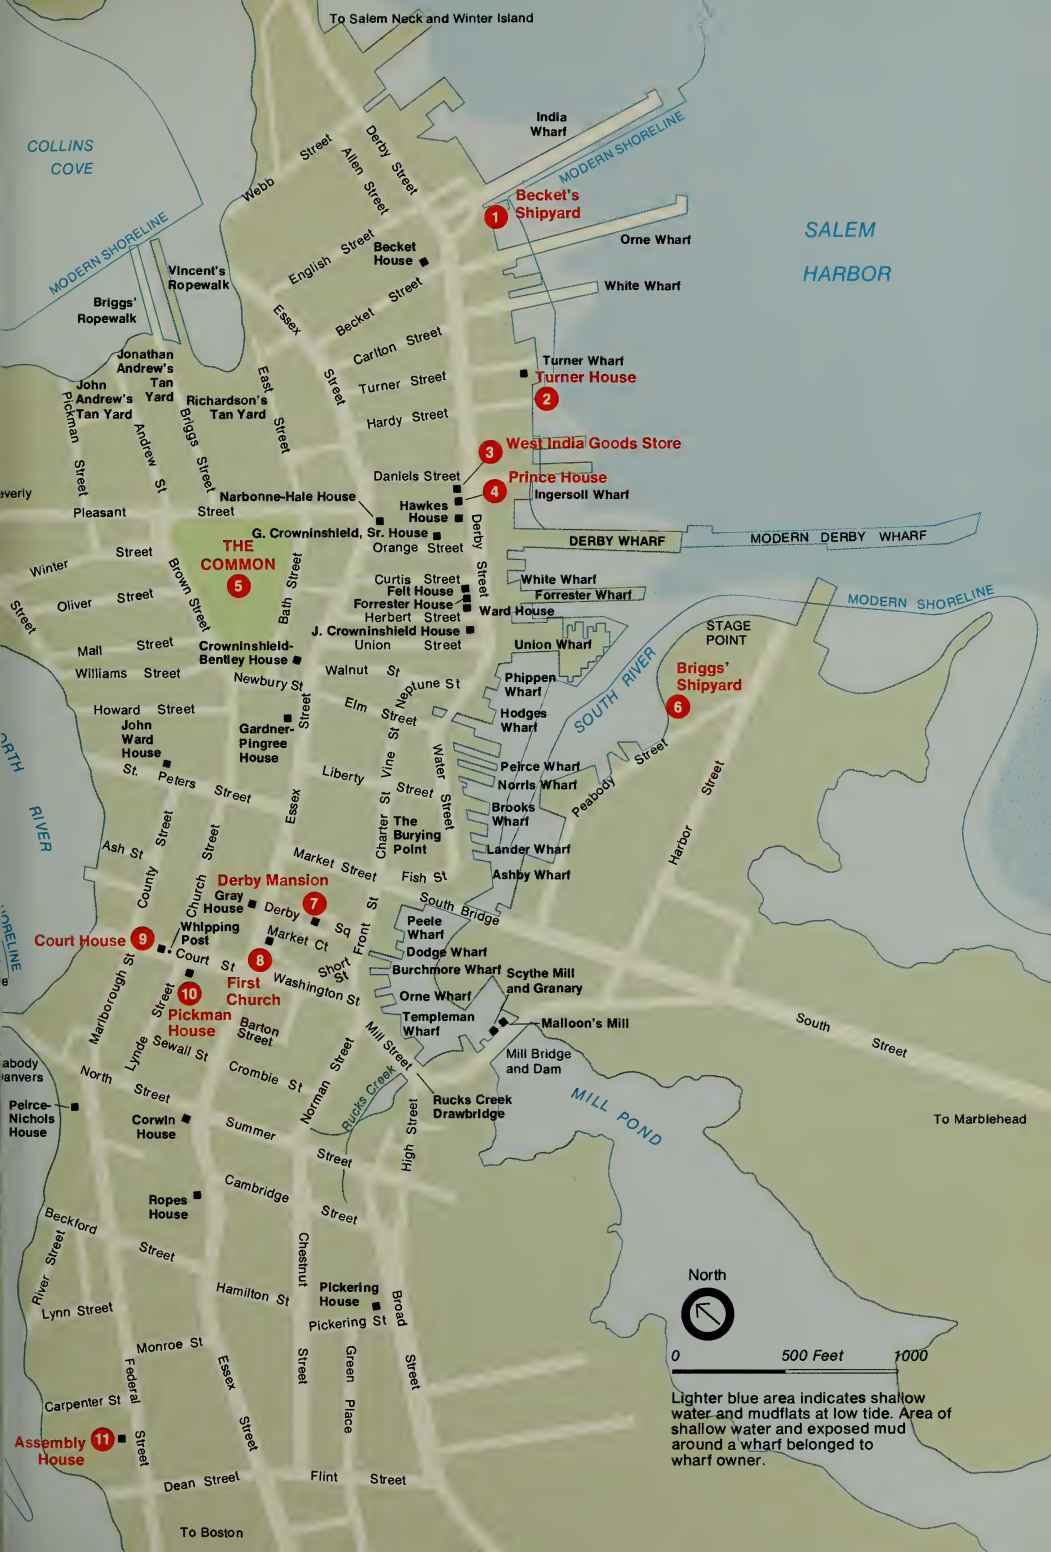 To Salem Neck and Winter Island
COLLINS
COVE
India
Wharf
MODERN SHORELINE
Derby Street
Allen Street
Webb Street
1
Becket's
Shipyard
SALEM
HARBOR
Orne Wharf
English Street
Becket
House
MODERN SHORELINE
Vincent's
Ropewalk
Briggs'
Ropewalk
White Wharf
Essex Street
Becket Street
Carlton Street
Turner Street
Hardy Street
Turner Wharf
Turner House
2
Jonathan
Andrew's
Tan
Yard
John
Andrew's
Tan Yard
Richardson's
Tan Yard
East Street
Pickman Street
Andrew St
Briggs Street
3
West India Goods Store
Daniels Street
4
Prince House
Ingersoll Wharf
Narbonne-Hale House
Hawkes
House
everly
Pleasant Street
G. Crowninshield, Sr. House
Orange Street
Derby Street
DERBY WHARF
MODERN DERBY WHARF
THE
COMMON
5
Winter Street
Brown Street
Bath Street
Curtis Street
Felt House
Forrester House
Herbert Street
White Wharf
Forrester Wharf
Ward House
MODERN SHORELINE
Oliver Street
Street
J. Crowninshield House
Union Street
Union Wharf
STAGE
POINT
Mall Street
Crowninshield-
Bentley House
Williams Street
Newbury St
Walnut St
Neptune St
Phippen
Wharf
SOUTH RIVER
Briggs'
Shipyard
6
Howard Street
John
Ward
House
Gardner-
Pingree
House
Street
Elm Street
Hodges
Wharf
Vine St
Water Street
Peabody Street
Harbor Street
ORTH
RIVER
St. Peters Street
Liberty Street
Peirce Wharf
Norris Wharf
Essex
Charter St
The
Burying
Point
Brooks
Wharf
Ash St
County Street
Church Street
Market Street
Fish St
Lander Wharf
Ashby Wharf
Derby Mansion
7
Gray
House
Derby Sq
South Bridge
HORELINE
Court House
9
Whipping
Post
Market Ct
Front St
Peele
Wharf
Dodge Wharf
Court St
8
First
Church
Short
St
Washington St
Burchmore Wharf
Scythe Mill
and Granary
e
Marlborough St
10
Pickman
House
Orne Wharf
Templeman
Wharf
Malloon's Mill
South Street
Lynde Street
Barton
Street
Sewall St
Mill Street
Mill Bridge
and Dam
abody
anvers
North Street
Crombie St
Norman Street
Rucks Creek
Rucks Creek
Drawbridge
MILL POND
Peirce-
Nichols
House
Corwin
House
Summer Street
High Street
To Marblehead
Ropes
House
Cambridge Street
Beckford Street
River Street
Chestnut Street
Hamilton St
Pickering
House
Pickering St
Broad Street
North
Lynn Street
Monroe St
Federal Street
Essex Street
Green Place
0 500 Feet 1000
Carpenter St
Lighter blue area indicates shallow
water and mudflats at low tide. Area of
shallow water and exposed mud
around a wharf belonged to
wharf owner.
Assembly
House
11
Dean Street
Flint Street
To Boston